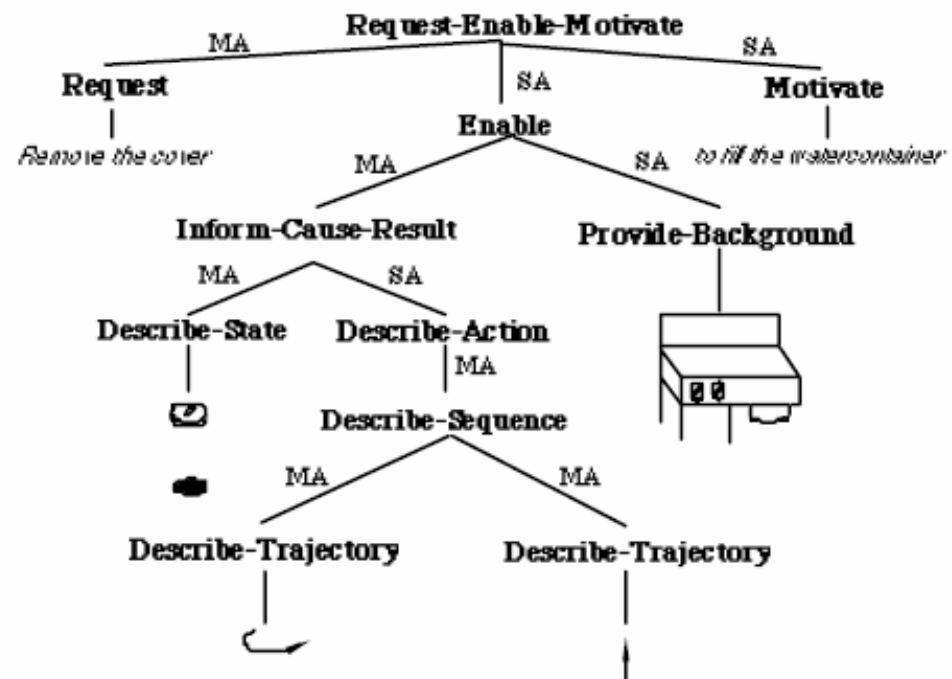 Request-Enable-Motivate
MA
SA
SA
Request
Motivate
Enable
Remove the cover
to fill the watercontainer
MA
SA
Inform-Cause-Result
Provide-Background
MA
SA
Describe-State
Describe-Action
MA
Describe-Sequence
MA
MA
Describe-Trajectory
Describe-Trajectory